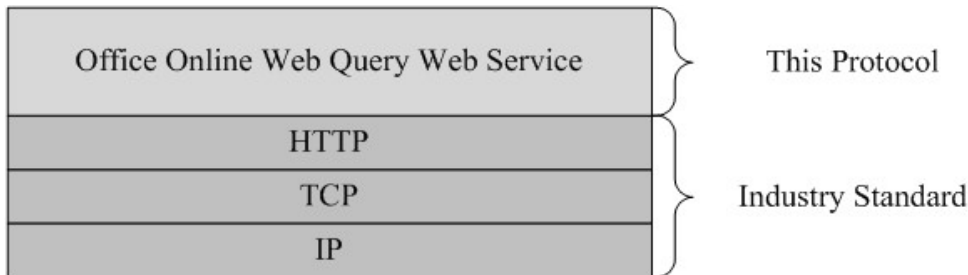 Office Online Web Query Web Service
This Protocol
HTTP
TCP
Industry Standard
IP